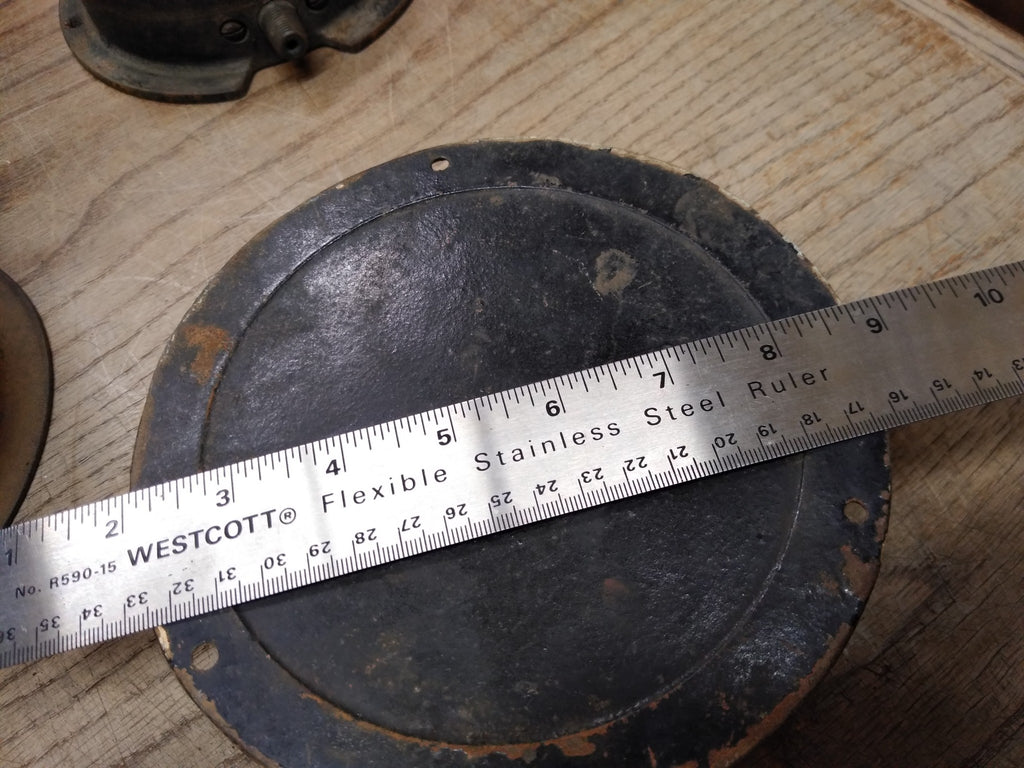 1 2 3 4 5 6 7 8 9 10
No. R590-15 WESTCOTT® Flexible Stainless Steel Ruler
36 35 34 33 32 31 30 29 28 27 26 25 24 23 22 21 20 19 18 17 16 15 14